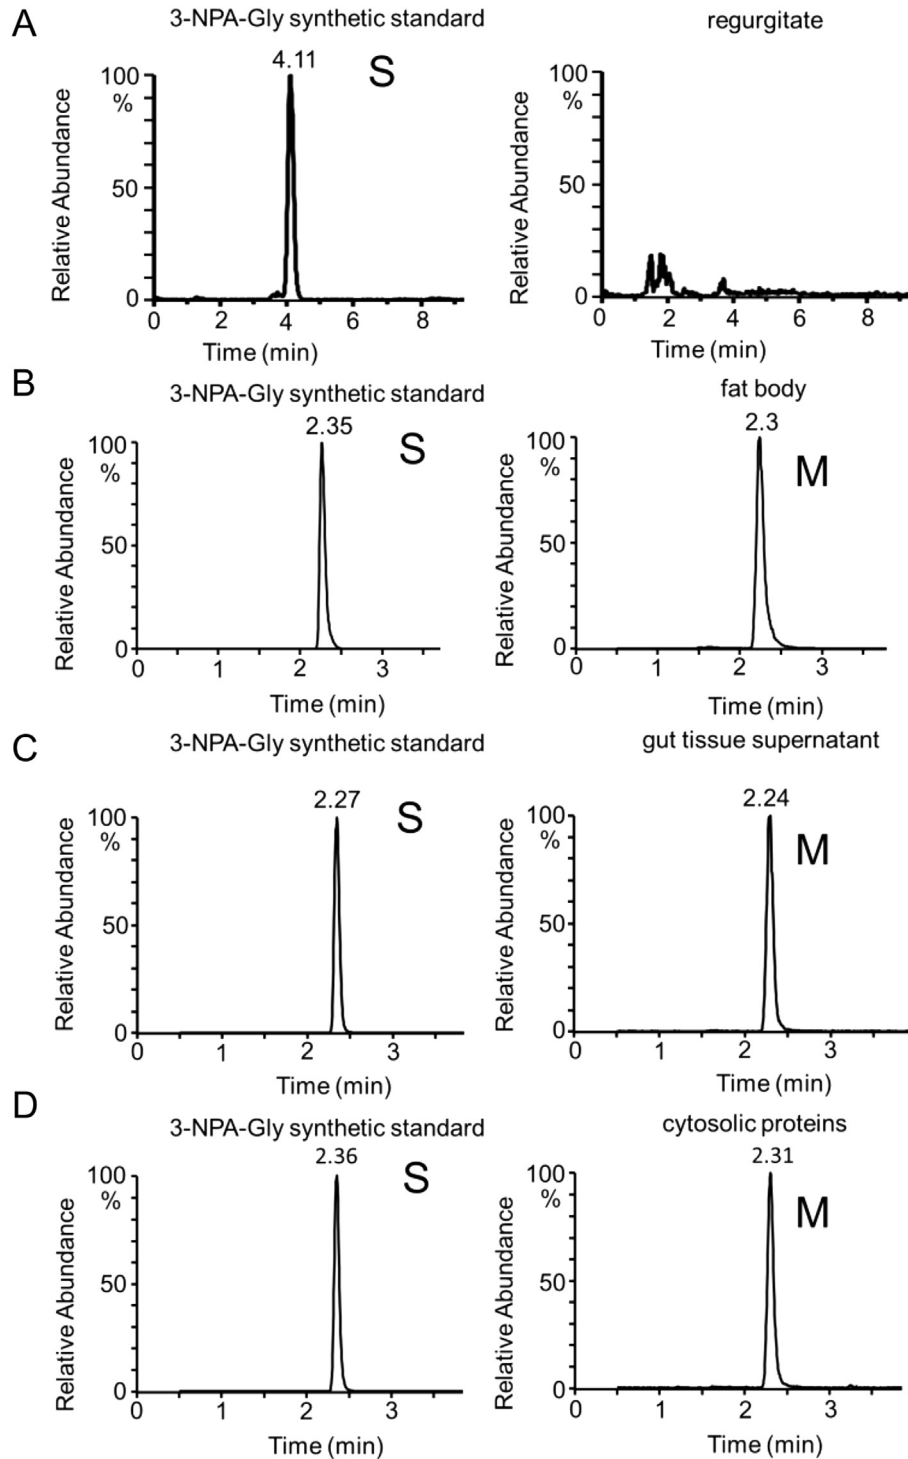 A
3-NPA-Gly synthetic standard
regurgitate
4.11
S
100
%
50
0
Relative Abundance
0 2 4 6 8
Time (min)
100
%
50
0
Relative Abundance
0 2 4 6 8
Time (min)
B
3-NPA-Gly synthetic standard
fat body
2.35
S
100
%
50
0
Relative Abundance
0 1 2 3
Time (min)
2.3
M
100
%
50
0
Relative Abundance
0 1 2 3
Time (min)
C
3-NPA-Gly synthetic standard
gut tissue supernatant
2.27
S
100
%
50
0
Relative Abundance
0 1 2 3
Time (min)
2.24
M
100
%
50
0
Relative Abundance
0 1 2 3
Time (min)
D
3-NPA-Gly synthetic standard
cytosolic proteins
2.36
S
100
%
50
0
Relative Abundance
0 1 2 3
Time (min)
2.31
M
100
%
50
0
Relative Abundance
0 1 2 3
Time (min)